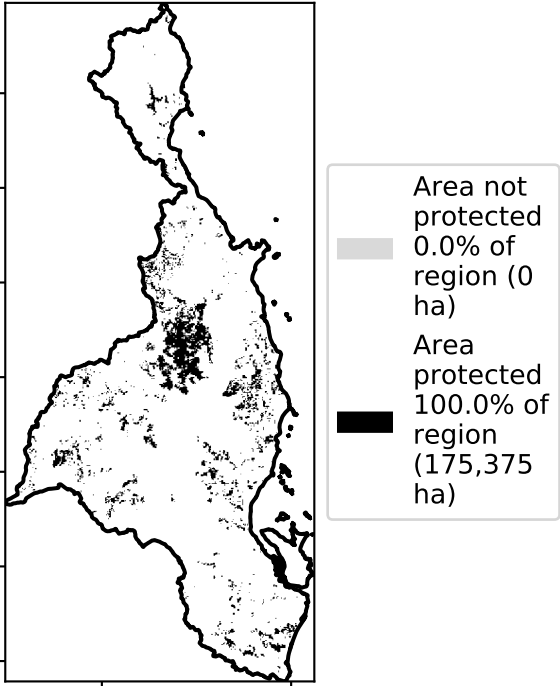 Area not
protected
0.0% of
region (0
ha)
Area
protected
100.0% of
region
(175,375
ha)